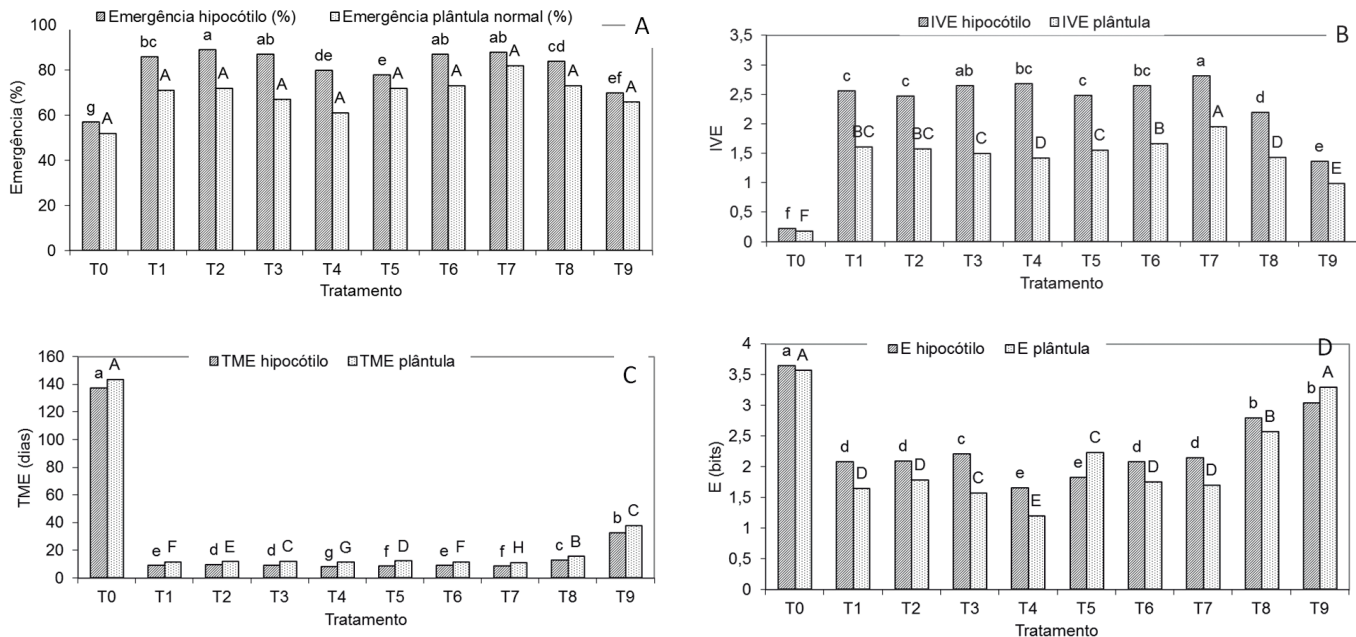 Emergência hipocótilo (%) Emergência plântula normal (%)
A
Emergência (%)
100
80
60
40
20
0
g A bc A a A ab A de A e A ab A ab A cd A ef A
T0 T1 T2 T3 T4 T5 T6 T7 T8 T9
Tratamento
IVE hipocótilo IVE plântula
B
IVE
3,5
3
2,5
2
1,5
1
0,5
0
f F c BC c BC ab C bc D c C bc B a A d D e E
T0 T1 T2 T3 T4 T5 T6 T7 T8 T9
Tratamento
TME hipocótilo TME plântula
C
TME (días)
160
140
120
100
80
60
40
20
0
a A e F d E d C g G f D e F f H c B b C
T0 T1 T2 T3 T4 T5 T6 T7 T8 T9
Tratamento
E hipocótilo E plântula
D
E (bits)
4
3,5
3
2,5
2
1,5
1
0,5
0
a A d D d D c C e E e C d D d D b B b A
T0 T1 T2 T3 T4 T5 T6 T7 T8 T9
Tratamento